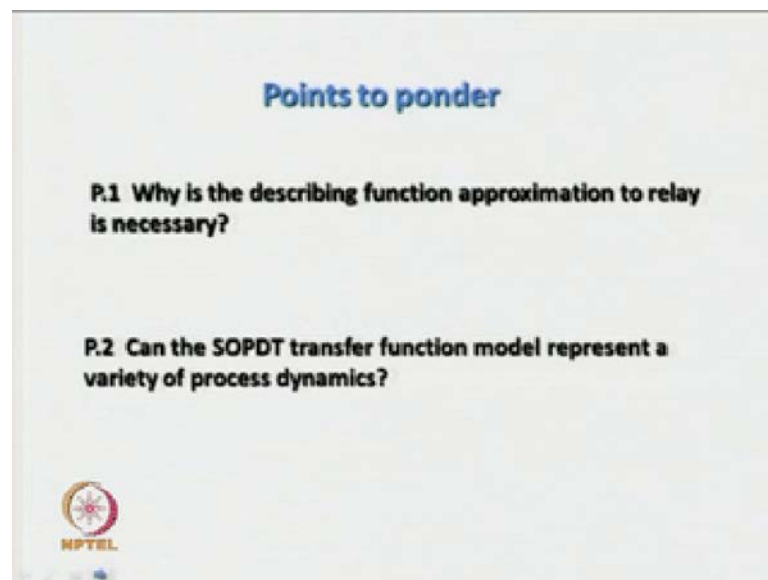 Points to ponder
P.1 Why is the describing function approximation to relay
is necessary?
P.2 Can the SOPDT transfer function model represent a
variety of process dynamics?
NPTEL